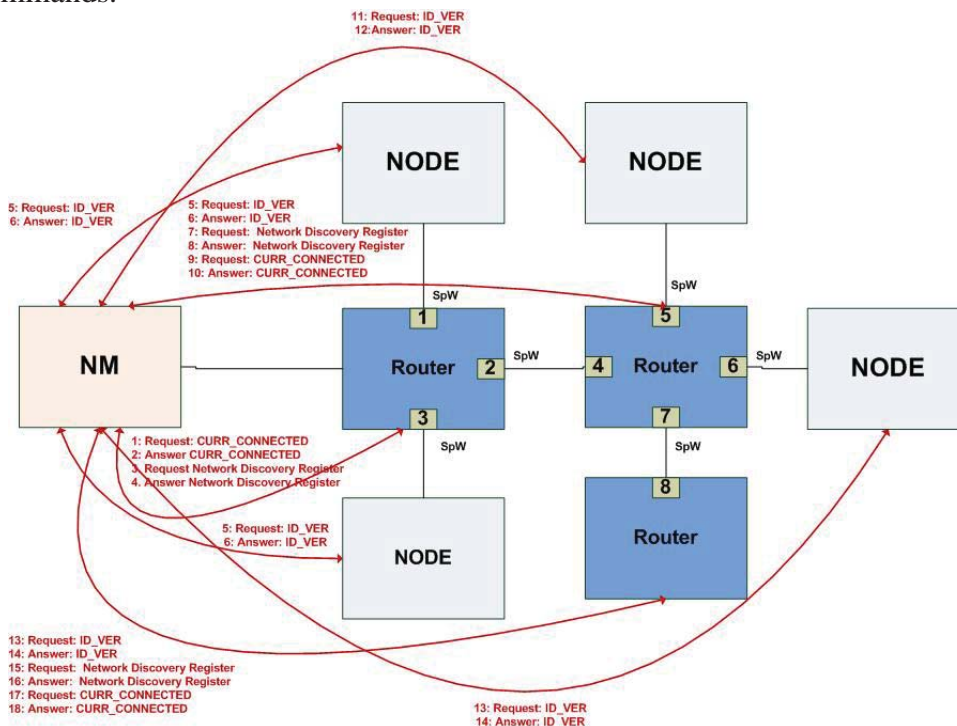 mmands.
11: Request: ID_VER
12:Answer: ID_VER
NODE
NODE
5: Request: ID_VER
6: Answer: ID_VER
5: Request: ID_VER
6: Answer: ID_VER
7: Request: Network Discovery Register
8: Answer: Network Discovery Register
9: Request: CURR_CONNECTED
10: Answer: CURR_CONNECTED
SpW
SpW
NM
1
Router
2
SpW
3
5
4
Router
6
SpW
7
NODE
1: Request: CURR_CONNECTED
2: Answer CURR_CONNECTED
3. Request Network Discovery Register
4. Answer Network Discovery Register
SpW
SpW
5: Request: ID_VER
6: Answer: ID_VER
NODE
8
Router
13: Request: ID_VER
14: Answer: ID_VER
15: Request: Network Discovery Register
16: Answer: Network Discovery Register
17: Request: CURR_CONNECTED
18: Answer: CURR_CONNECTED
13: Request: ID_VER
14: Answer: ID_VER